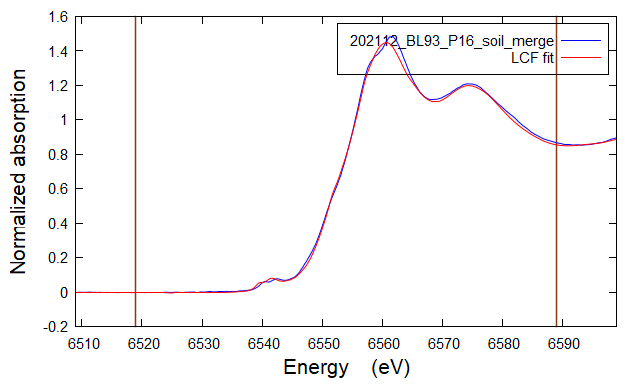 1.6
202112_BL93_P16_soil_merge
LCF fit
1.4
1.2
1
0.8
0.6
0.4
0.2
0
-0.2
Normalized absorption
6510 6520 6530 6540 6550 6560 6570 6580 6590
Energy (eV)